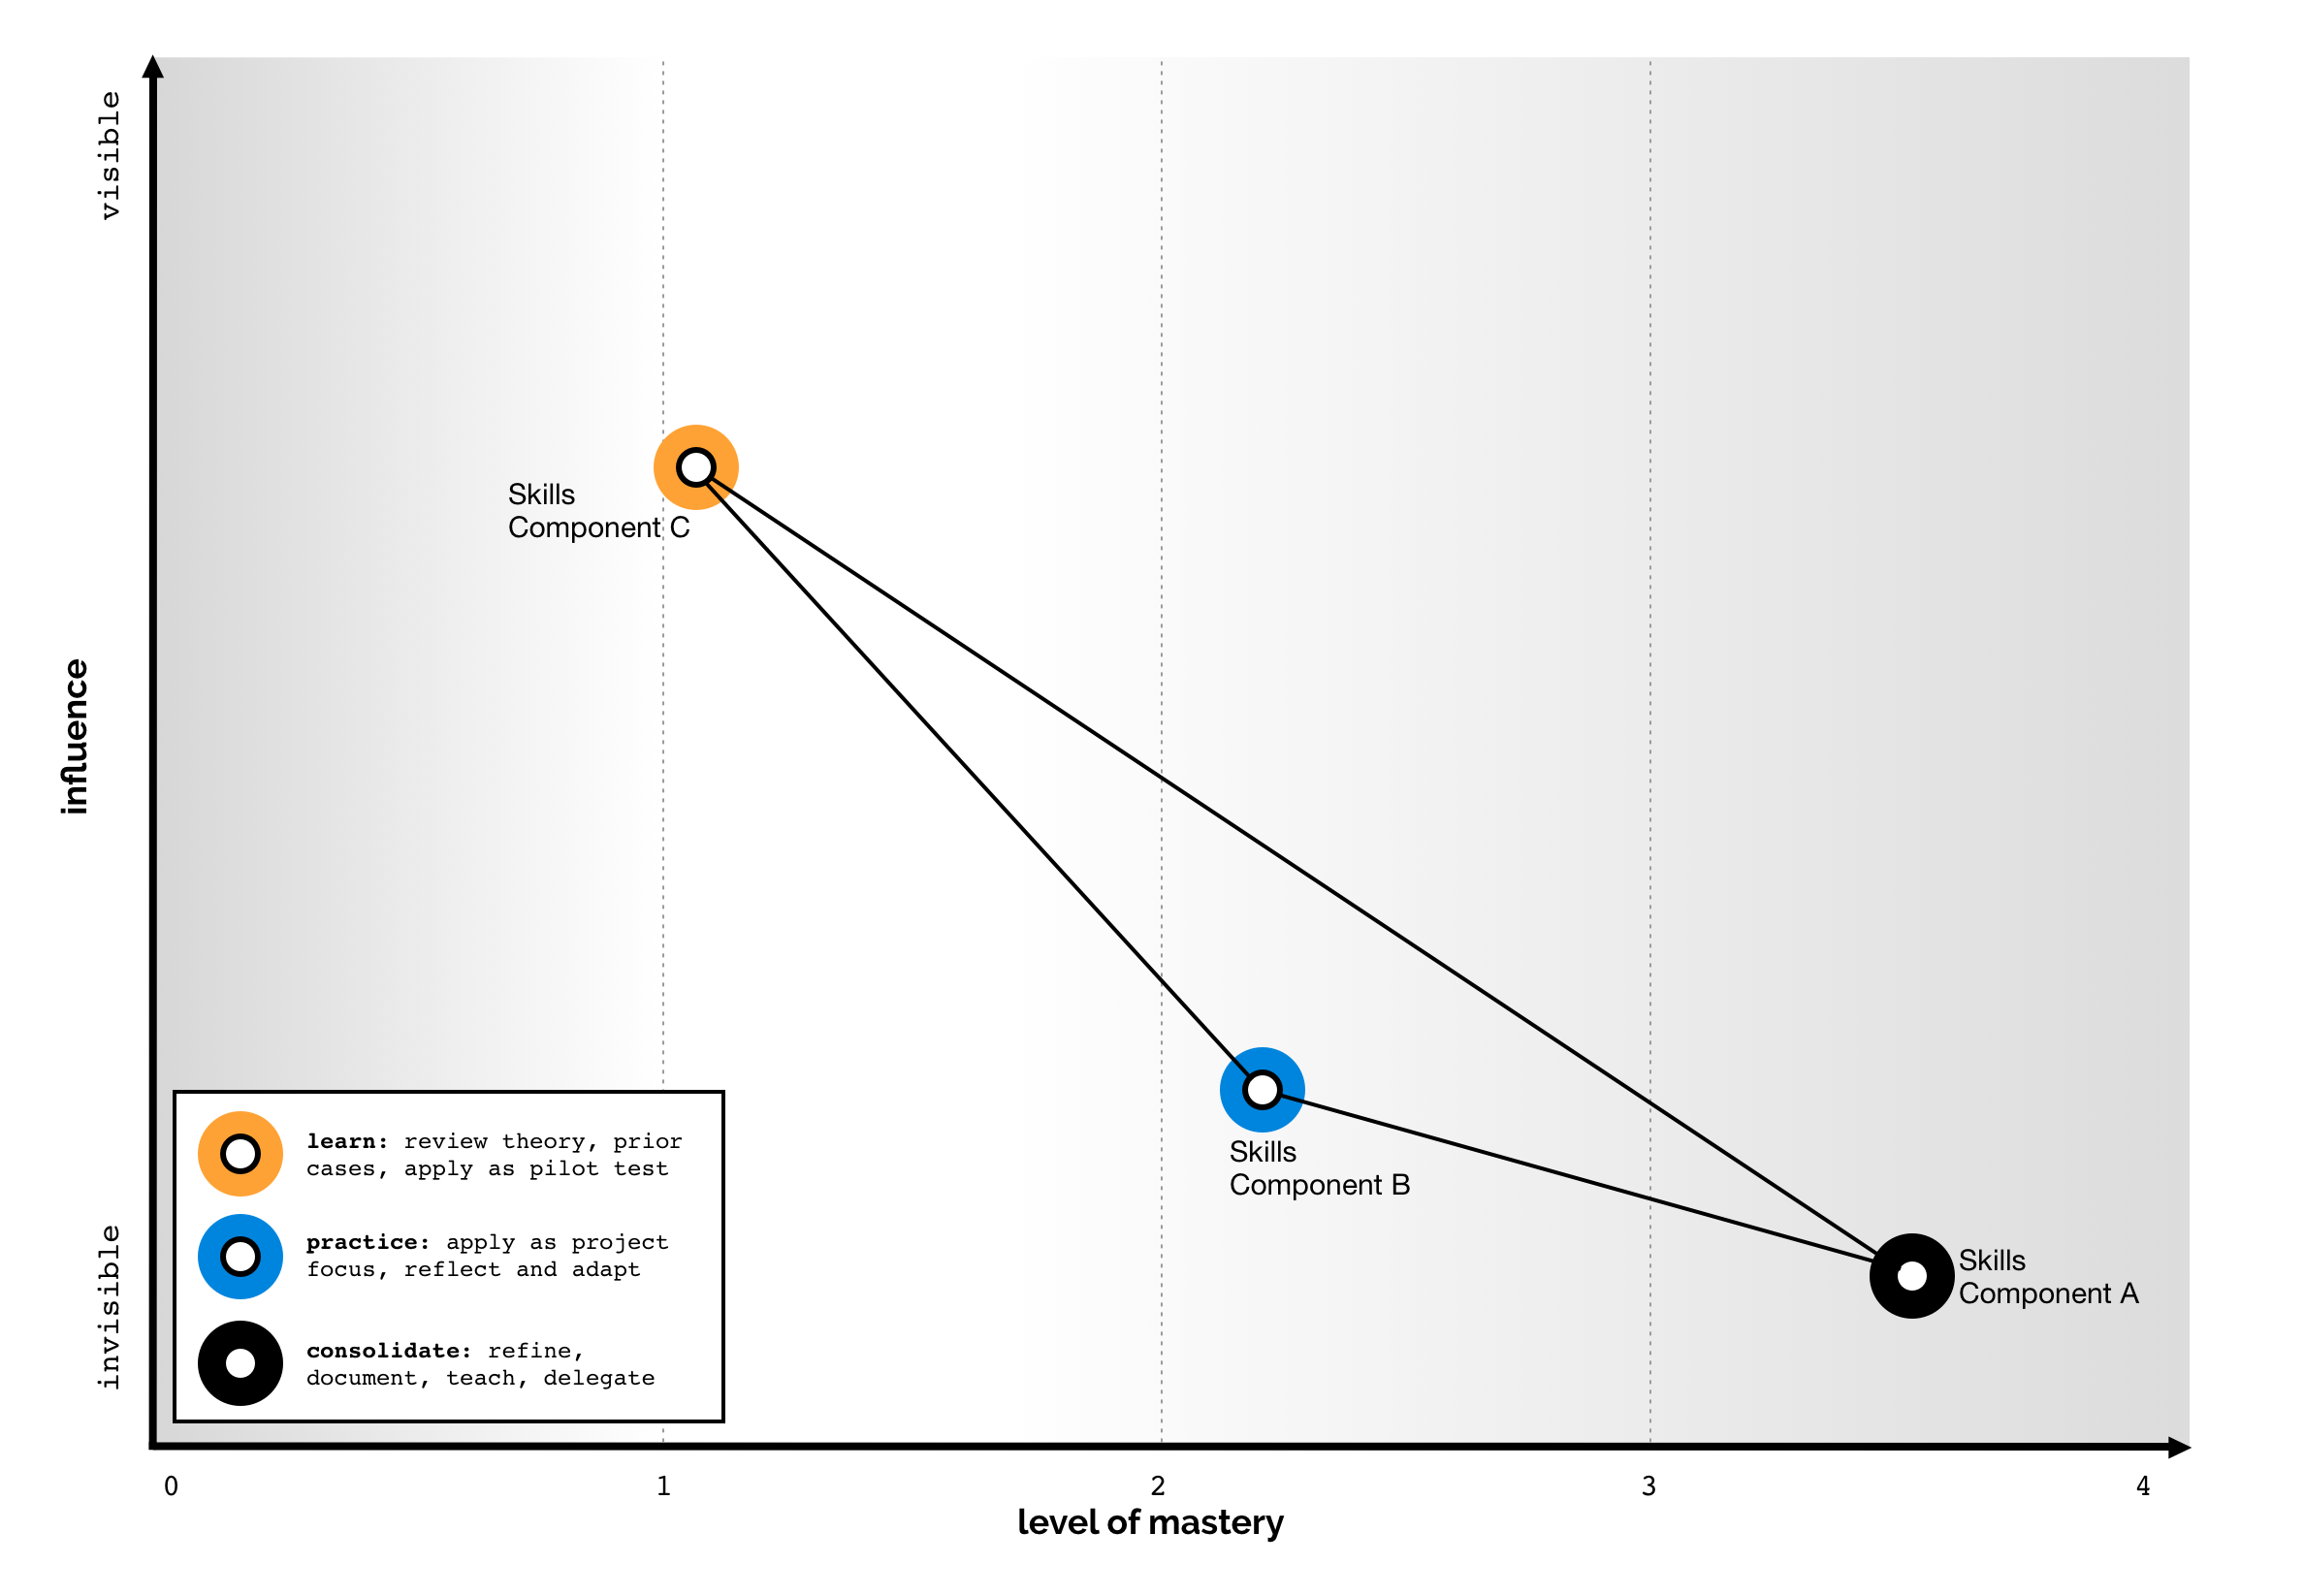 visible
influence
invisible
Skills
Component C
Skills
Component B
Skills
Component A
learn: review theory, prior
cases, apply as pilot test
practice: apply as project
focus, reflect and adapt
consolidate: refine,
document, teach, delegate
0 1 2 3 4
level of mastery